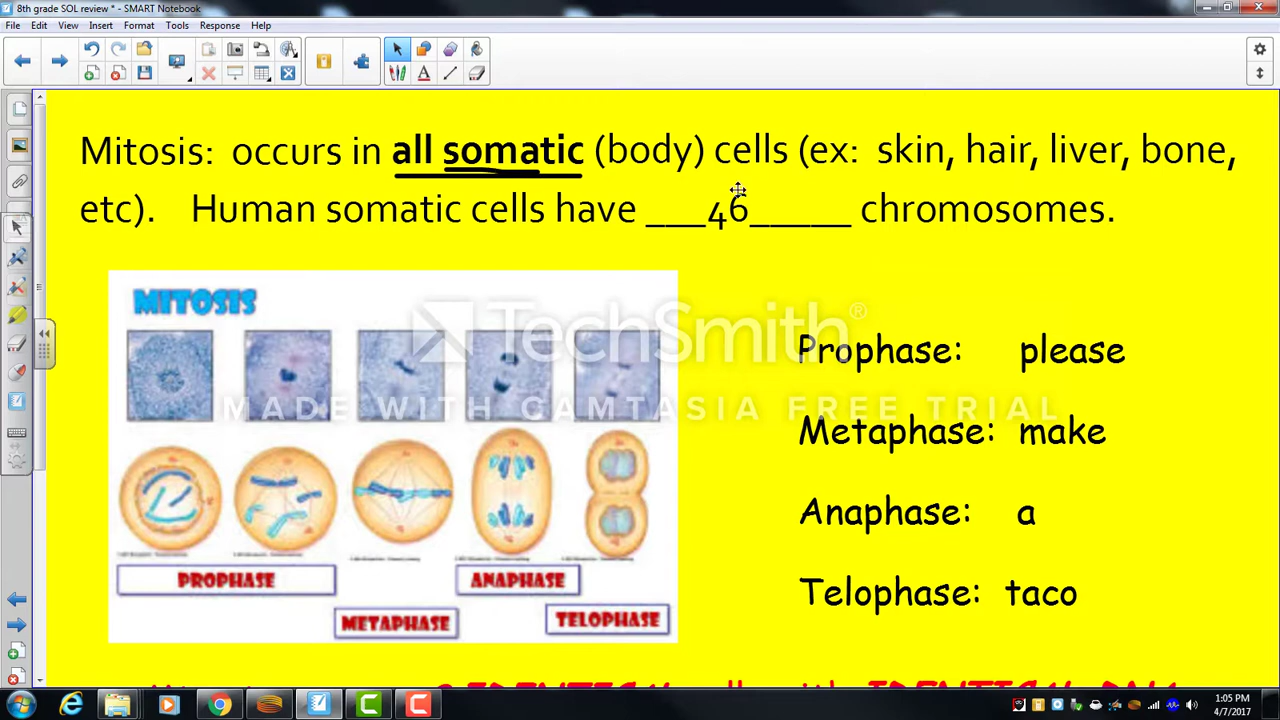 8th grade SOL review * - SMART Notebook
File Edit View Insert Format Tools Response Help
Mitosis: occurs in all somatic (body) cells (ex: skin, hair, liver, bone,
etc). Human somatic cells have ___46_____ chromosomes.
MITOSIS
TechSmith®
MADE WITH CAMTASIA FREE TRIAL
Prophase: please
Metaphase: make
Anaphase: a
Telophase: taco
PROPHASE
ANAPHASE
METAPHASE
TELOPHASE
IDENTICAL
1:05 PM
4/7/2017